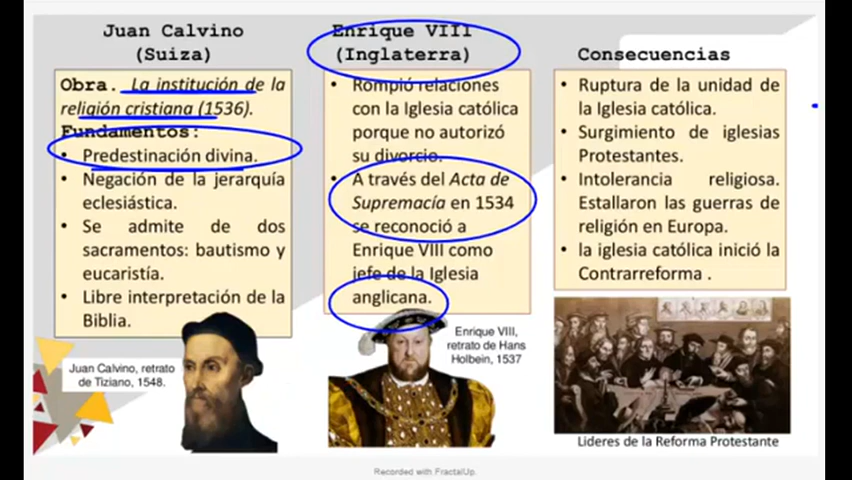 Juan Calvino
(Suiza)
Obra. La institución de la
religión cristiana (1536).
Fundamentos:
• Predestinación divina.
• Negación de la jerarquía
eclesiástica.
• Se admite de dos
sacramentos: bautismo y
eucaristía.
• Libre interpretación de la
Biblia.
Juan Calvino, retrato
de Tiziano, 1548.
Enrique VIII
(Inglaterra)
• Rompió relaciones
con la Iglesia católica
porque no autorizó
su divorcio.
• A través del Acta de
Supremacía en 1534
se reconoció a
Enrique VIII como
jefe de la Iglesia
anglicana.
Enrique VIII,
retrato de Hans
Holbein, 1537
Consecuencias
• Ruptura de la unidad de
la Iglesia católica.
• Surgimiento de iglesias
Protestantes.
• Intolerancia religiosa.
Estallaron las guerras de
religión en Europa.
• la iglesia católica inició la
Contrarreforma .
Lideres de la Reforma Protestante
Recorded with FractalUp.